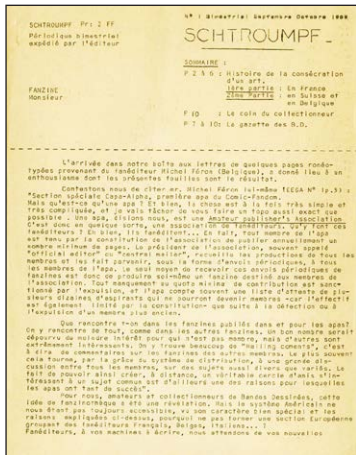 SCHTROUMPF Pr: 2 FF
Périodique bimestriel
expédié par l'éditeur
FANZINE
Monsieur
N° 1 Bimestriel Septembre Octobre
SCHTROUMPF
SOMMAIRE :
P 2 à 6 : Histoire de la consécration
d'un art.
1ère partie : En France
2ème Partie : en Suisse et
en Belgique
F 10 : Le coin du collectionneur
P 7 à 10: La gazette des B.D.
L'arrivée dans notre boîte aux lettres de quelques pages ronéo-
typées provenant du fanéditeur Michel Féron (Belgique), a donné lieu à un
enthousiasme dont les présentes feuilles sont le résultat.
Contentons nous de citer mr. Michel Féron lui-même
"Section spéciale Capa-Alpha, première apa du Comic-Fandom.
Mais qu'est-ce qu'une apa ? Et bien, la chose est à la fois très simple et
très compliquée, et je vais tâcher de vous faire un topo aussi exact que
possible : Une apa, disions nous, est une Amateur publisher's Association
C'est donc en quelque sorte, une association de fanéditeurs. Qu'y font ces
fanéditeurs ? Eh bien, ils fanéditent... En fait, tout membre de l'apa
est tenu par la constitution de l'association de publier annuellement un
nombre minimum de pages. Le président de l'association, souvent appelé
"official editor" ou "central mailer", recueille les productions de tous les
membres et les fait parvenir, sous la forme d'envois périodiques, à tous
les membres de l'apa. Le seul moyen de recevoir ces envois périodiques de
fanzines est donc de produire soi-même un fanzine destiné aux membres de
l'association. Tout manquement au quota minime de contribution est sanc-
tionné par l'expulsion, et l'apa compte souvent une liste d'attente de plu-
sieurs dizaines d'aspirants qui ne pourront devenir membres -car l'effectif
est également limité par la constitution- que suite à la défection ou à
l'expulsion d'un membre plus ancien.
Que rencontre t-on dans les fanzines publiés dans et pour les apas?
On y rencontre de tout, comme dans les autres fanzines. Un bon nombre serait
dépourvu du moindre intérêt pour qui n'est pas membre, mais d'autres sont
extrêmement intéressants. On y trouve beaucoup de "mailing coments", c'est
à dire de commentaires sur les fanzines des autres membres. Le plus souvent
cela tourne, par la grâce du système de distribution, à une grande dis-
cussion entre tous les membres, sur des sujets aussi divers que variés. Le
fait de pouvoir ainsi créer, à distance, un véritable cercle d'amis s'in-
téressant à un sujet commun est d'ailleurs une des raisons pour lesquelles
les apas ont tant de succès".
Pour nous, amateurs et collectionneurs de Bandes Dessinées, cette
idée de fanzinothèque a été une révélation. Mais le système Américain ne
nous étant pas toujours accessible, vu son caractère bien spécial et les
raisons expliquées ci-dessus, pourquoi ne pas former une section Européenne
groupant des fanéditeurs Français, Belges, Italiens... !
Fanéditeurs, à vos machines à écrire, nous attendons de vos nouvelles